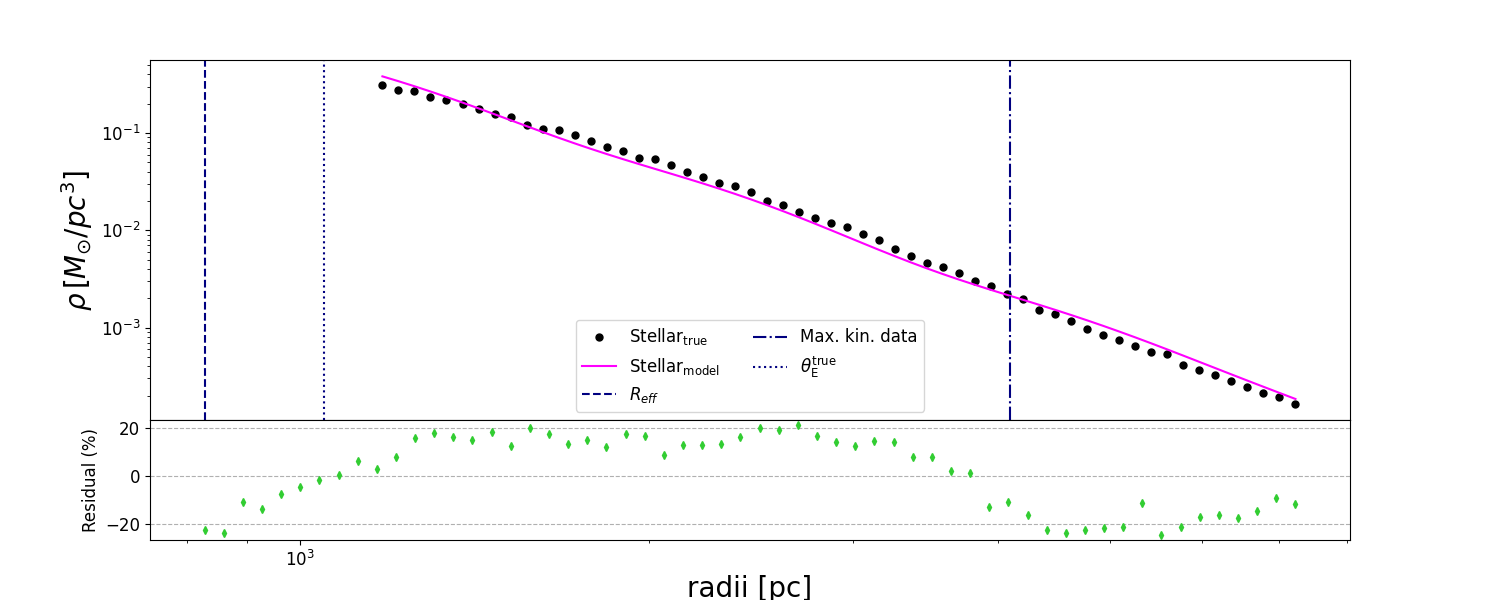 10⁻¹
10⁻²
10⁻³
ρ [M⊙/pc³]
Stellar_true
Stellar_model
R_eff
Max. kin. data
θ_E^true
20
0
−20
Residual (%)
10³
radii [pc]